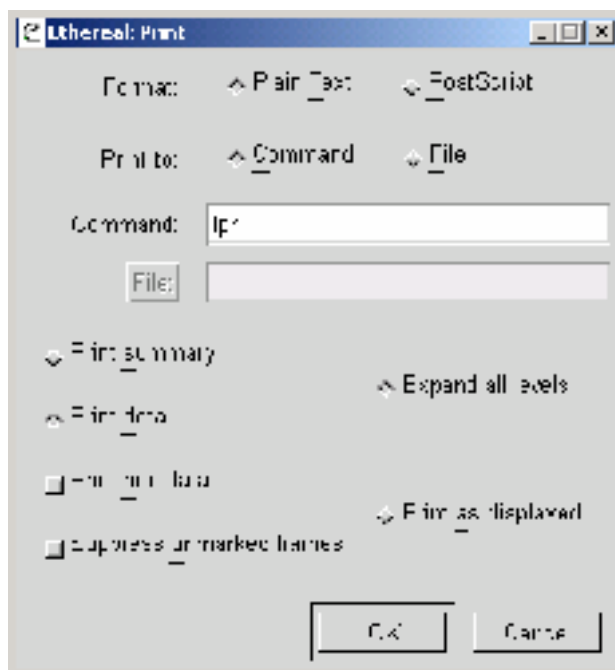 Ethereal: Print
Format: Plain Text PostScript
Print to: Command File
Command: lpr
File:
Print summary
Expand all levels
Print detail
Print hex data
Print as displayed
Suppress unmarked frames
OK Cancel